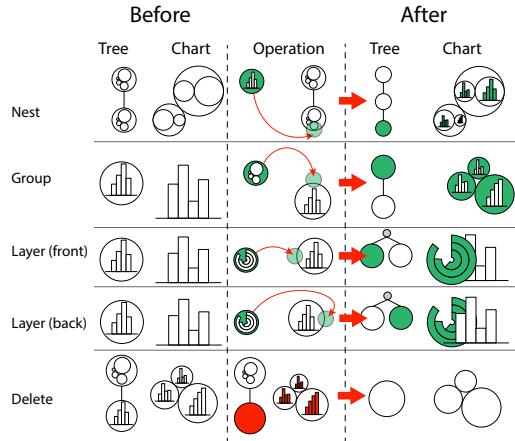 Before After
Tree Chart Operation Tree Chart
Nest
Group
Layer (front)
Layer (back)
Delete